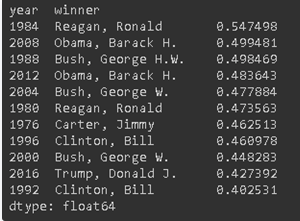 year winner
1984 Reagan, Ronald 0.547498
2008 Obama, Barack H. 0.499481
1988 Bush, George H.W. 0.498469
2012 Obama, Barack H. 0.483643
2004 Bush, George W. 0.477884
1980 Reagan, Ronald 0.473563
1976 Carter, Jimmy 0.462513
1996 Clinton, Bill 0.460978
2000 Bush, George W. 0.448283
2016 Trump, Donald J. 0.427392
1992 Clinton, Bill 0.402531
dtype: float64